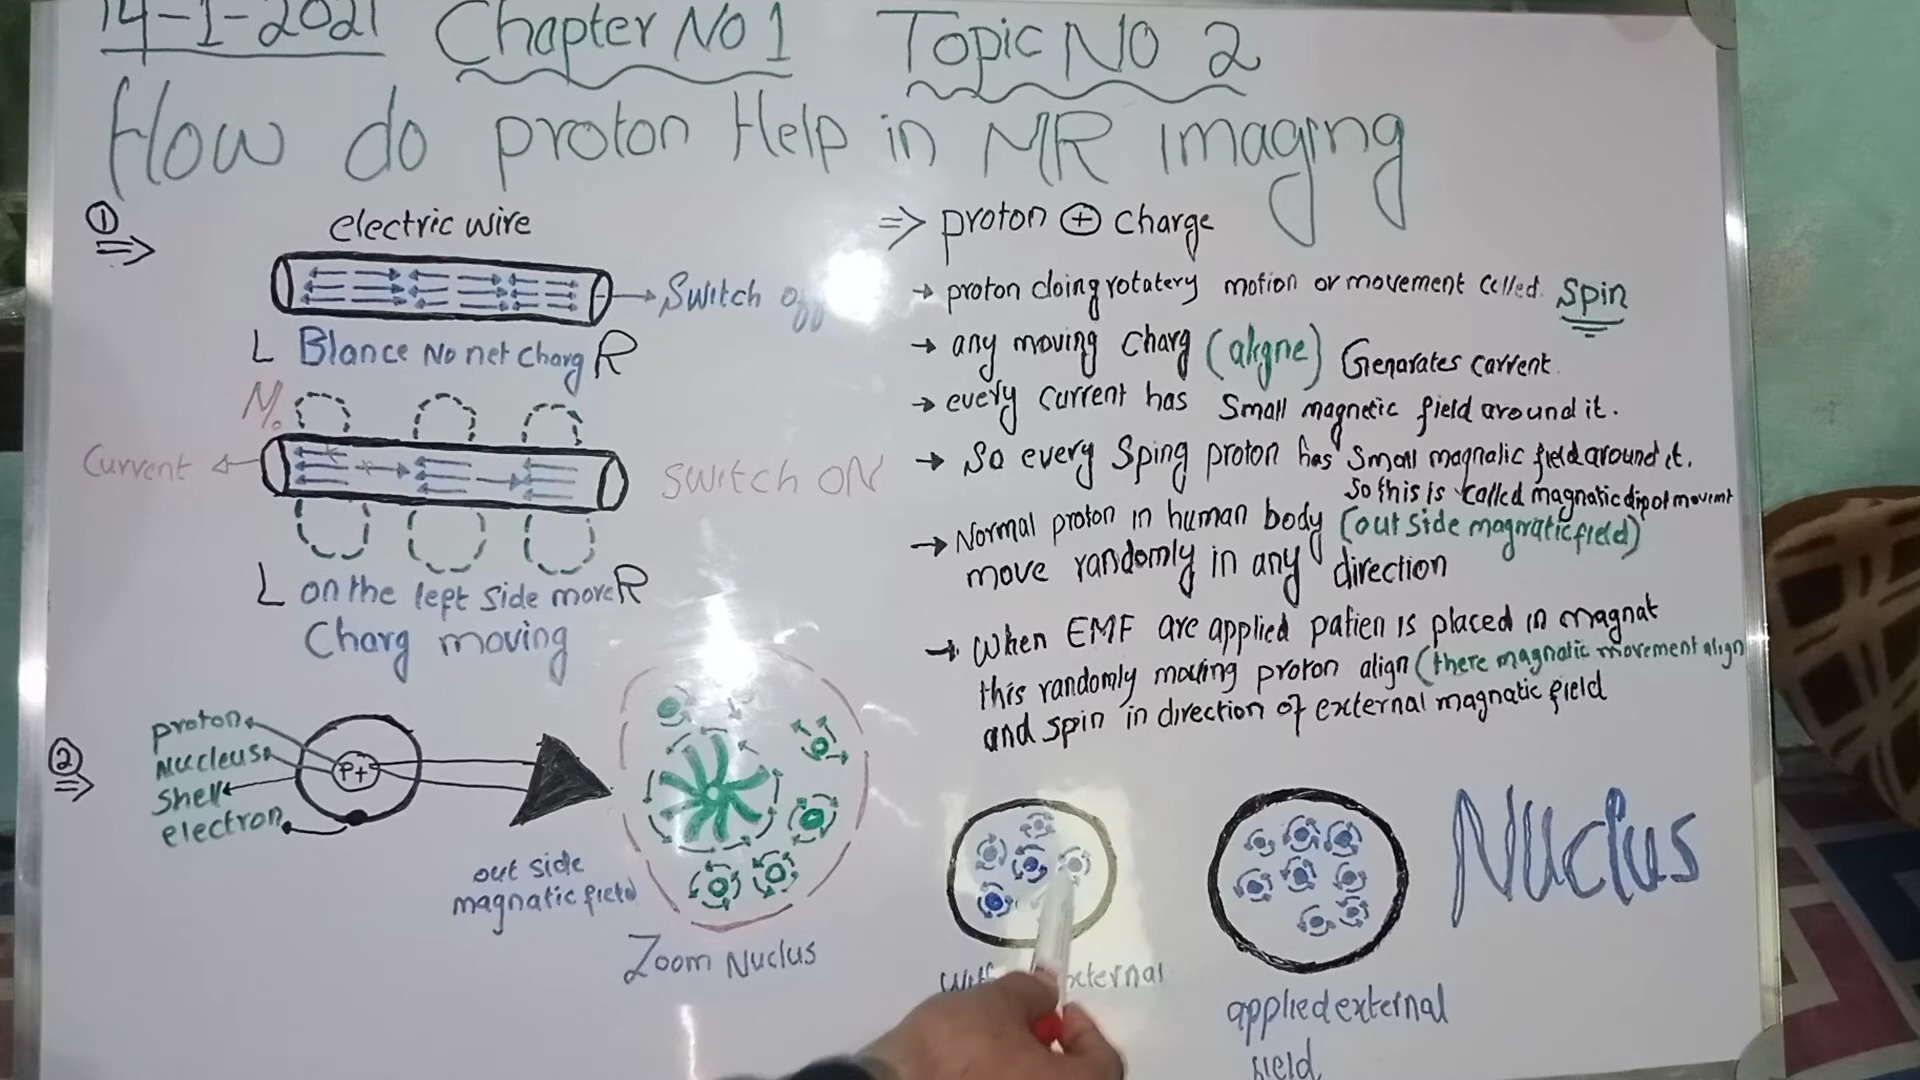 14-1-2021 Chapter No 1 Topic NO 2
How do proton Help in MR imaging
①
electric wire
Switch off
L Blance No net charg R
Current
Switch ON
L on the lept side move R
Charg moving
②
proton
Nucleus
Shell
electron
P+
out side
magnatic field
Zoom Nuclus
⇒ proton ⊕ charge
→ proton doing rotatery motion or movement called. Spin
→ any moving Charg (aligne) Genarates current.
→ every current has small magnetic field around it.
→ So every Sping proton has small magnatic field around it.
So this is called magnatic dipol movemt
→ Normal proton in human body (out side magnatic field)
move randomly in any direction
→ When EMF are applied patien is placed in magnat
this randomly moving proton align (there magnatic movement align
and spin in direction of external magnatic field
external
applied external
field
Nuclus